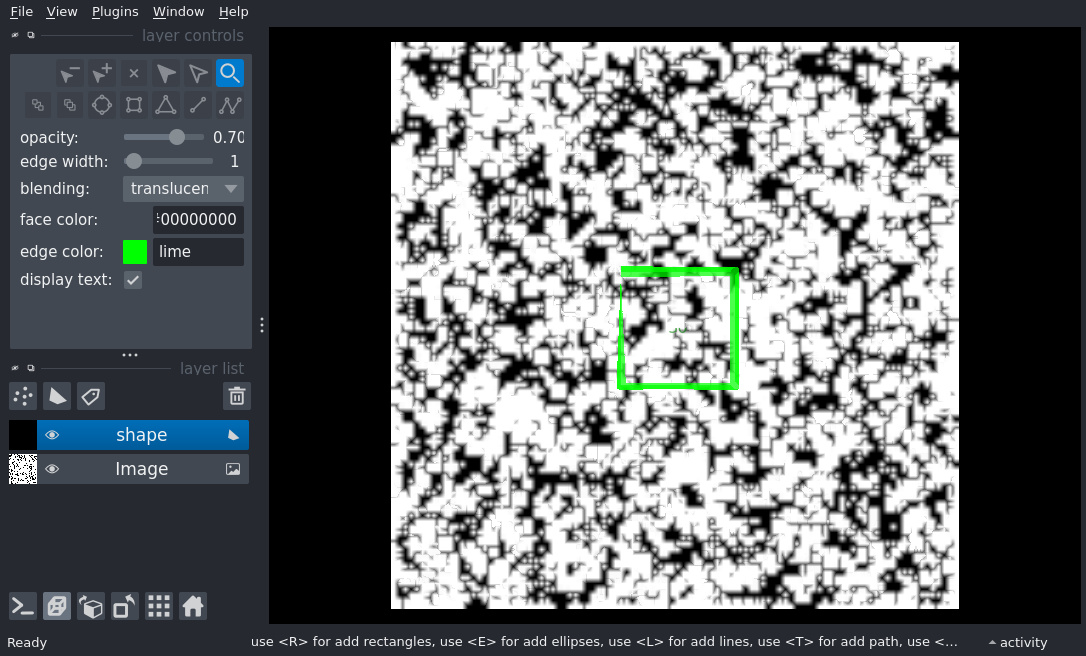 File View Plugins Window Help
layer controls
opacity: 0.70
edge width: 1
blending: translucen
face color: 00000000
edge color: lime
display text:
layer list
shape
Image
Ready use <R> for add rectangles, use <E> for add ellipses, use <L> for add lines, use <T> for add path, use <... activity